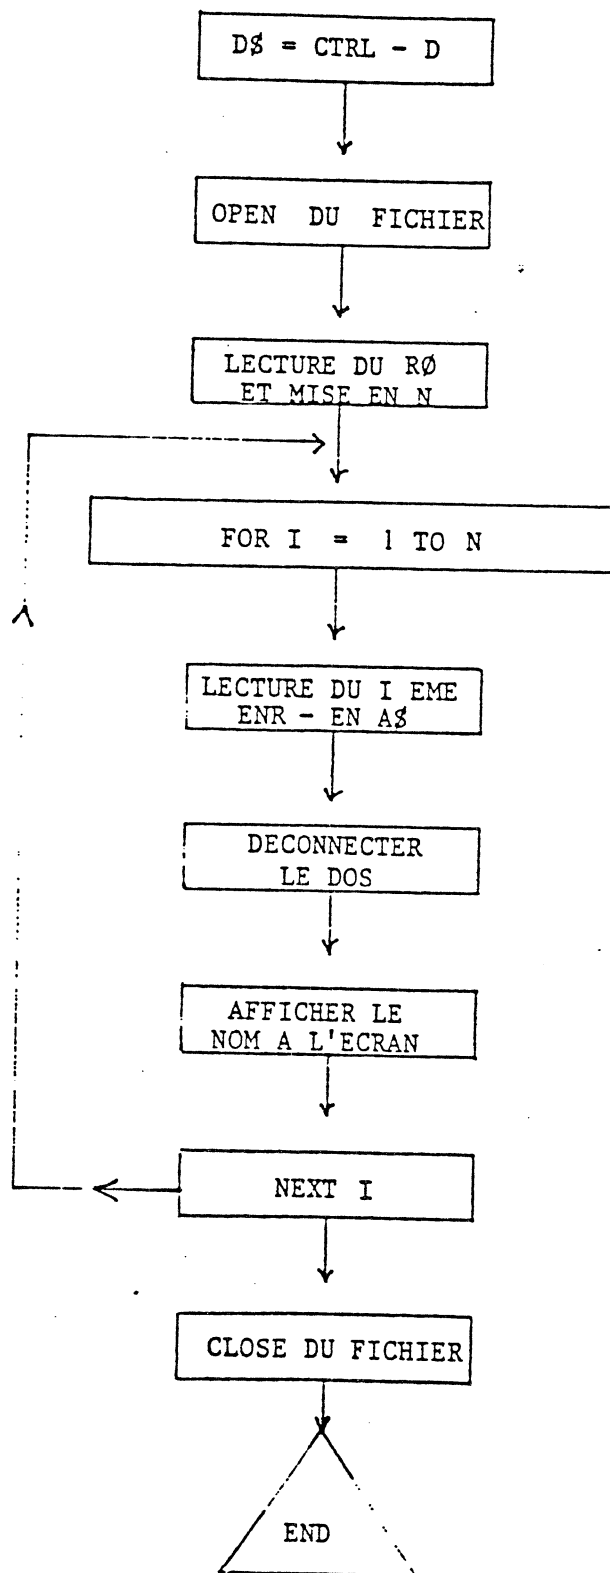 D$ = CTRL - D
OPEN DU FICHIER
LECTURE DU RØ
ET MISE EN N
FOR I = 1 TO N
LECTURE DU I EME
ENR - EN A$
DECONNECTER
LE DOS
AFFICHER LE
NOM A L'ECRAN
NEXT I
CLOSE DU FICHIER
END